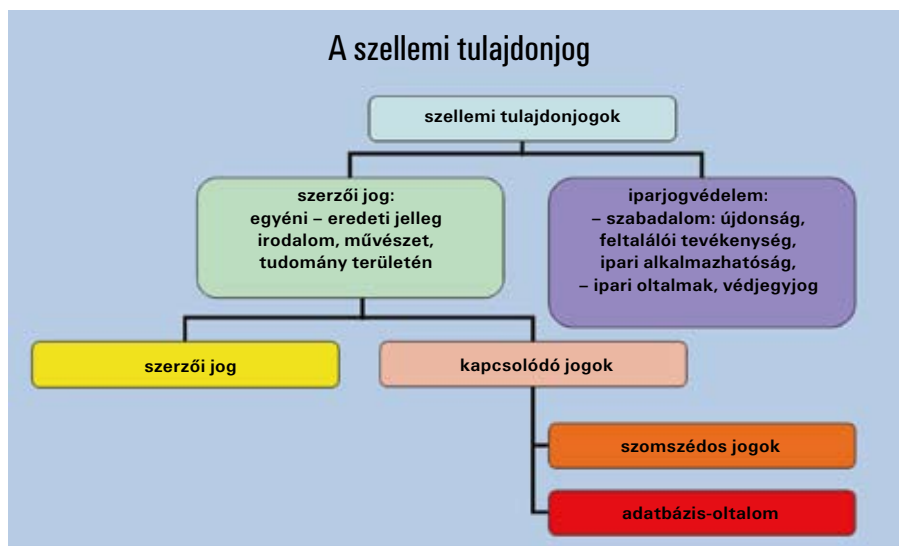 A szellemi tulajdonjog
szellemi tulajdonjogok
szerzői jog:
egyéni – eredeti jelleg
irodalom, művészet,
tudomány területén
iparjogvédelem:
– szabadalom: újdonság,
feltalálói tevékenység,
ipari alkalmazhatóság,
– ipari oltalmak, védjegyjog
szerzői jog
kapcsolódó jogok
szomszédos jogok
adatbázis-oltalom